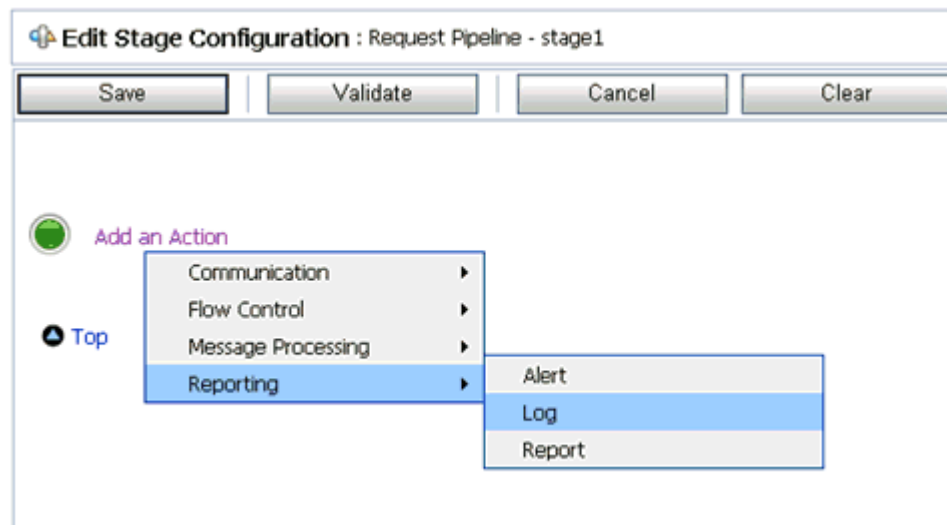 Edit Stage Configuration : Request Pipeline - stage1
Save Validate Cancel Clear
Add an Action
Communication
Flow Control
Top
Message Processing
Reporting
Alert
Log
Report